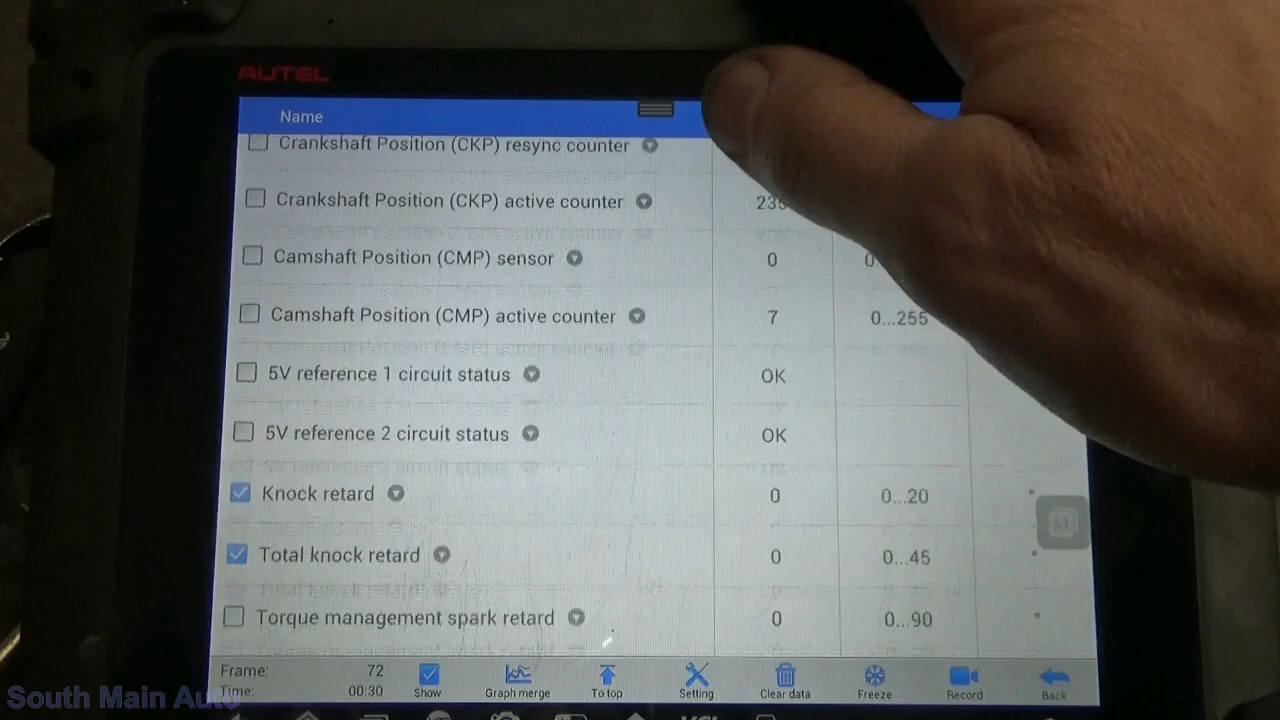 AUTEL
Name
Crankshaft Position (CKP) resync counter
Crankshaft Position (CKP) active counter
Camshaft Position (CMP) sensor 0
Camshaft Position (CMP) active counter 7 0...255
5V reference 1 circuit status OK
5V reference 2 circuit status OK
Knock retard 0 0...20 °
Total knock retard 0 0...45 °
M
Torque management spark retard 0 0...90 °
Frame: 72
Time: 00:30
Show Graph merge To top Setting Clear data Freeze Record Back
South Main Auto